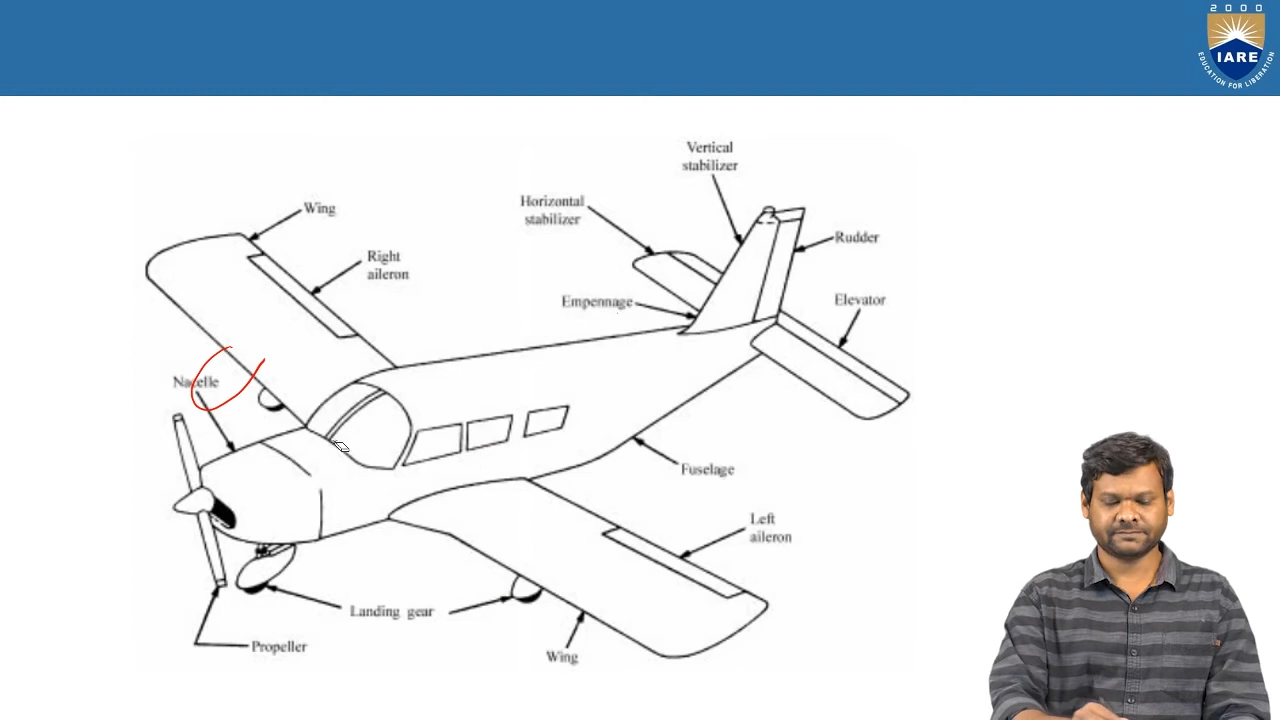 2000
IARE
EDUCATION FOR LIBERATION
Vertical
stabilizer
Horizontal
stabilizer
Wing
Rudder
Right
aileron
Empennage
Elevator
Nacelle
Fuselage
Left
aileron
Landing gear
Propeller
Wing